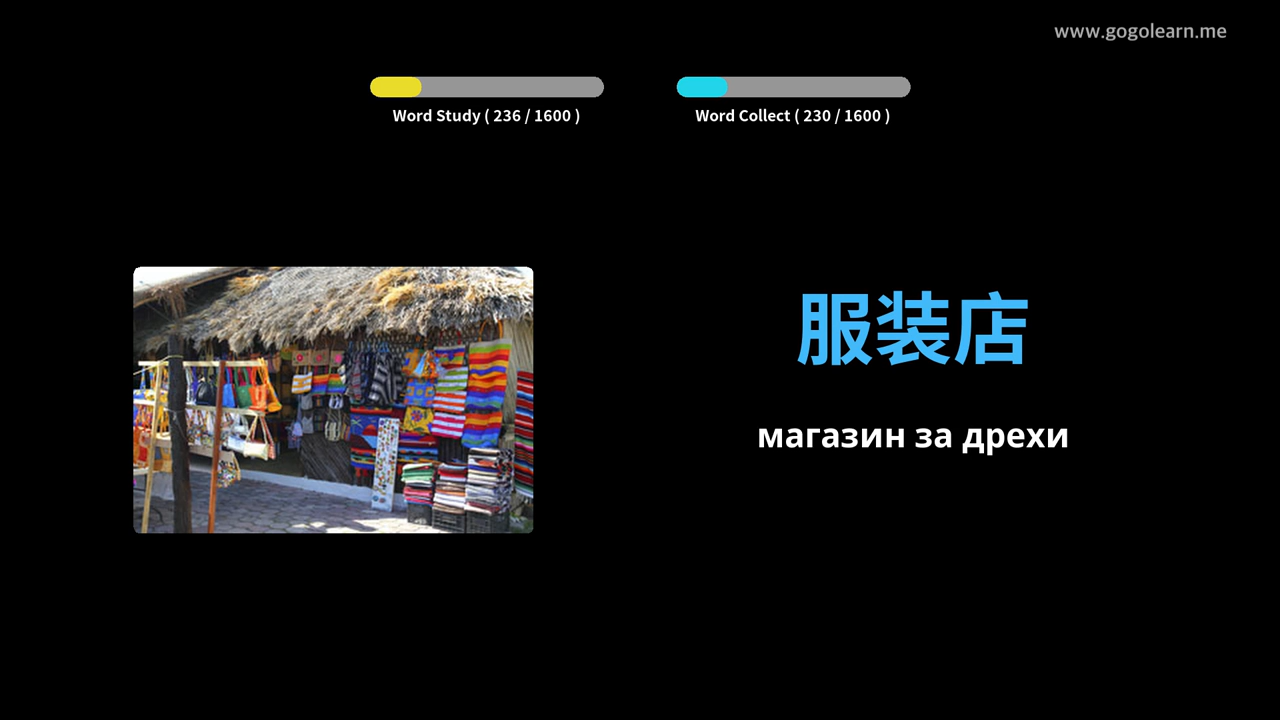 www.gogolearn.me
Word Study ( 236 / 1600 )
Word Collect ( 230 / 1600 )
服装店
магазин за дрехи